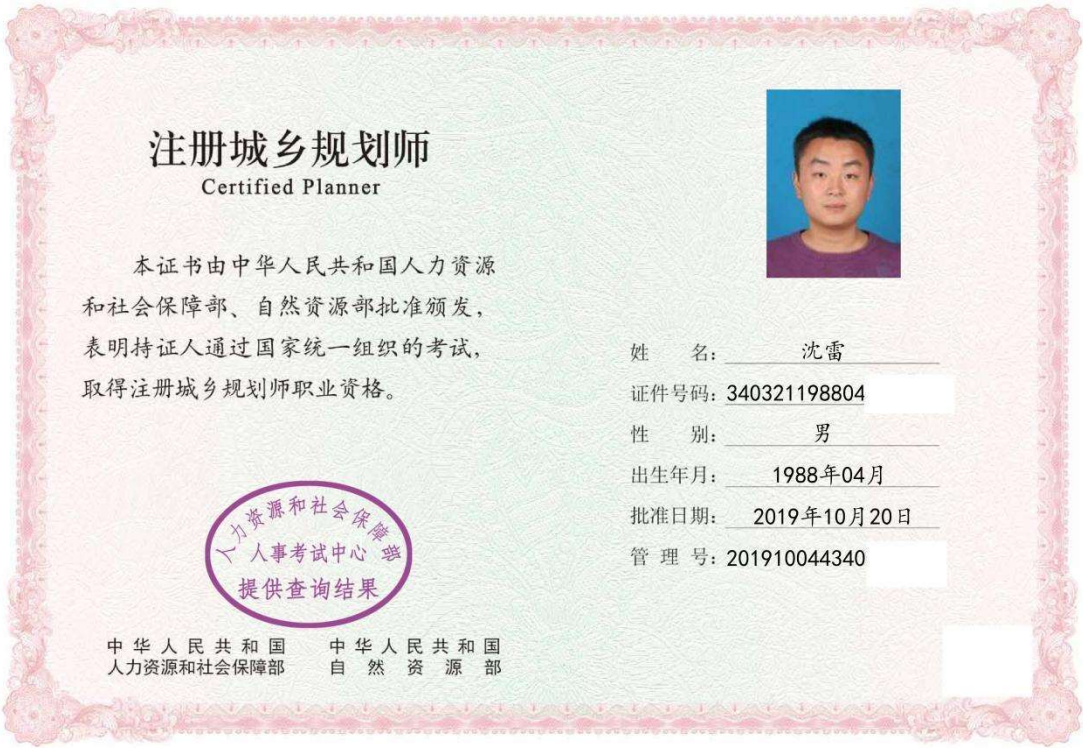 注册城乡规划师
Certified Planner
本证书由中华人民共和国人力资源
和社会保障部、自然资源部批准颁发，
表明持证人通过国家统一组织的考试，
取得注册城乡规划师职业资格。
人力资源和社会保障部
人事考试中心
提供查询结果
中华人民共和国
人力资源和社会保障部
中华人民共和国
自然资源部
姓 名：沈雷
证件号码：340321198804
性 别：男
出生年月：1988年04月
批准日期：2019年10月20日
管 理 号：201910044340